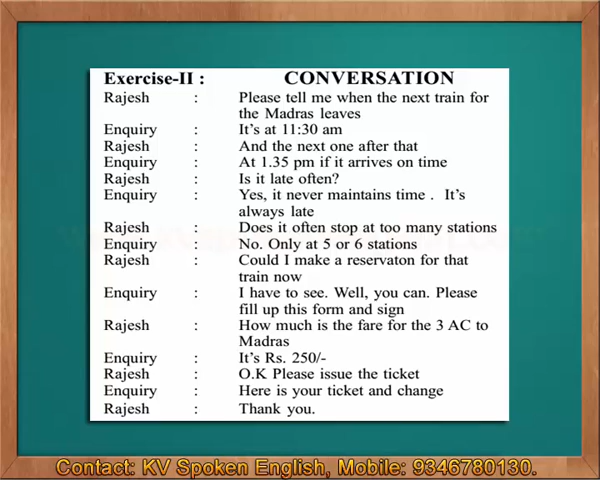 Exercise-II : CONVERSATION
Rajesh : Please tell me when the next train for
the Madras leaves
Enquiry : It's at 11:30 am
Rajesh : And the next one after that
Enquiry : At 1.35 pm if it arrives on time
Rajesh : Is it late often?
Enquiry : Yes, it never maintains time . It's
always late
Rajesh : Does it often stop at too many stations
Enquiry : No. Only at 5 or 6 stations
Rajesh : Could I make a reservaton for that
train now
Enquiry : I have to see. Well, you can. Please
fill up this form and sign
Rajesh : How much is the fare for the 3 AC to
Madras
Enquiry : It's Rs. 250/-
Rajesh : O.K Please issue the ticket
Enquiry : Here is your ticket and change
Rajesh : Thank you.
Contact: KV Spoken English, Mobile: 9346780130.